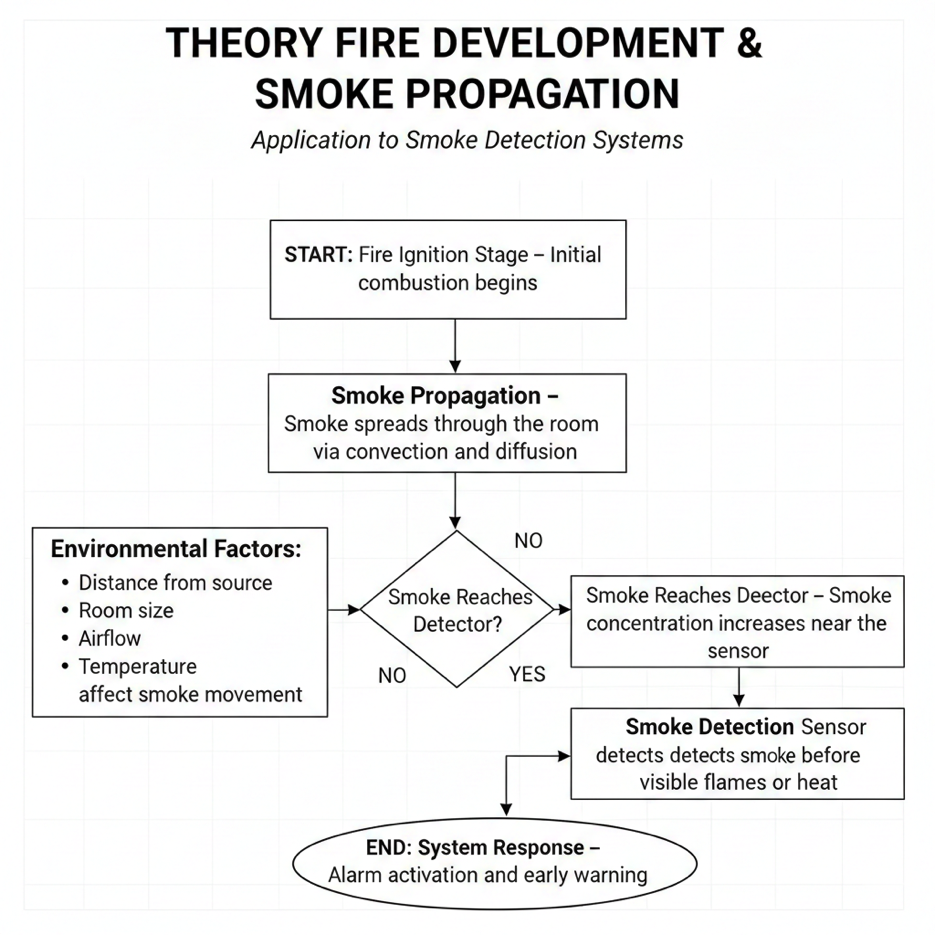 THEORY FIRE DEVELOPMENT &
SMOKE PROPAGATION
Application to Smoke Detection Systems
START: Fire Ignition Stage – Initial
combustion begins
Smoke Propagation –
Smoke spreads through the room
via convection and diffusion
Environmental Factors:
• Distance from source
• Room size
• Airflow
• Temperature
affect smoke movement
NO
Smoke Reaches
Detector?
NO
YES
Smoke Reaches Deector – Smoke
concentration increases near the
sensor
Smoke Detection Sensor
detects detects smoke before
visible flames or heat
END: System Response –
Alarm activation and early warning